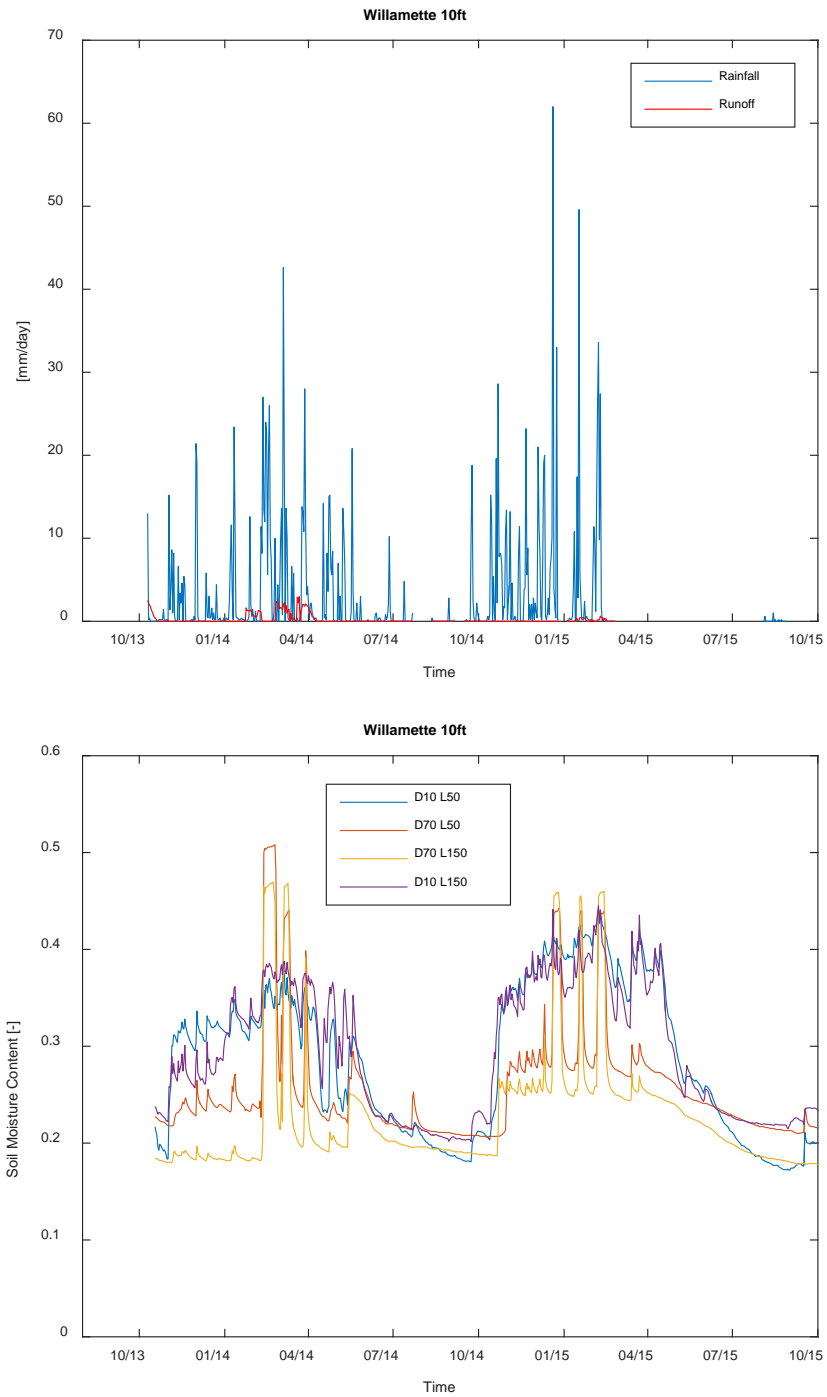 Willamette 10ft
70
Rainfall
Runoff
60
50
40
30
20
10
0
[mm/day]
10/13 01/14 04/14 07/14 10/14 01/15 04/15 07/15 10/15
Time
Willamette 10ft
0.6
D10 L50
D70 L50
D70 L150
D10 L150
0.5
0.4
0.3
0.2
0.1
0
Soil Moisture Content [-]
10/13 01/14 04/14 07/14 10/14 01/15 04/15 07/15 10/15
Time